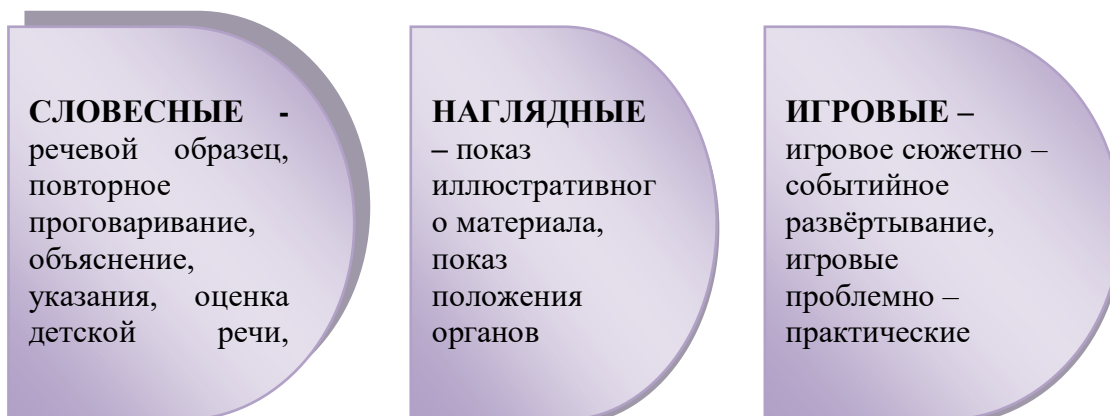 СЛОВЕСНЫЕ -
речевой образец,
повторное
проговаривание,
объяснение,
указания, оценка
детской речи,
НАГЛЯДНЫЕ
– показ
иллюстративног
о материала,
показ
положения
органов
ИГРОВЫЕ –
игровое сюжетно –
событийное
развёртывание,
игровые
проблемно –
практические